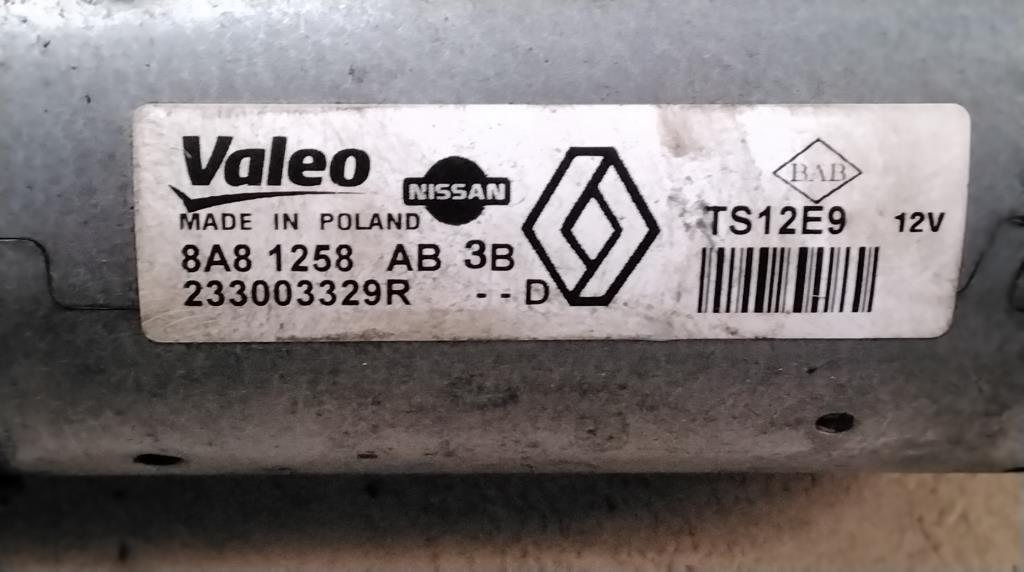 Valeo
NISSAN
MADE IN POLAND
8A8 1258 AB 3B
233003329R - - D
BAB
TS12E9 12V